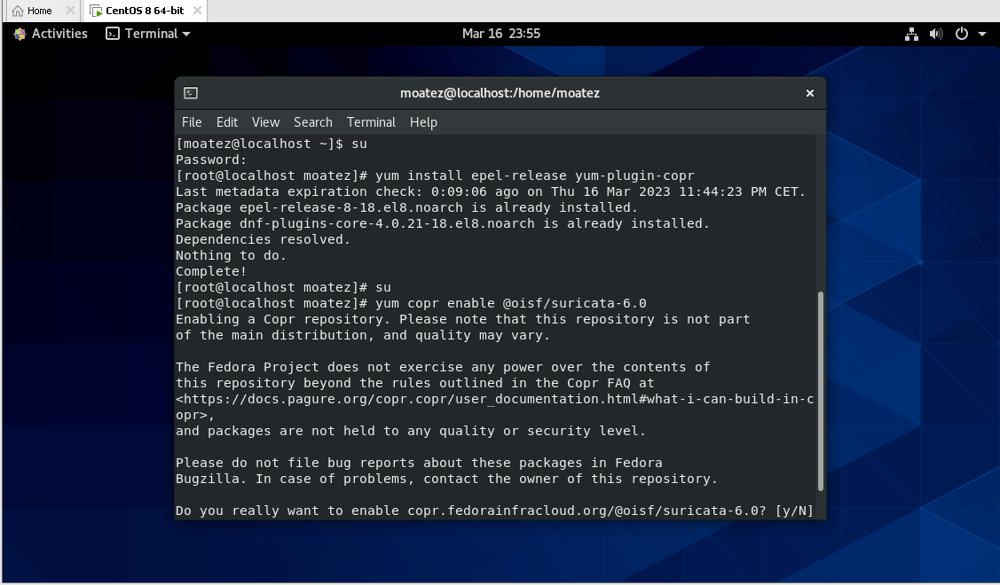 Home
CentOS 8 64-bit
Activities
Terminal
Mar 16 23:55
moatez@localhost:/home/moatez
File Edit View Search Terminal Help
[moatez@localhost ~]$ su
Password:
[root@localhost moatez]# yum install epel-release yum-plugin-copr
Last metadata expiration check: 0:09:06 ago on Thu 16 Mar 2023 11:44:23 PM CET.
Package epel-release-8-18.el8.noarch is already installed.
Package dnf-plugins-core-4.0.21-18.el8.noarch is already installed.
Dependencies resolved.
Nothing to do.
Complete!
[root@localhost moatez]# su
[root@localhost moatez]# yum copr enable @oisf/suricata-6.0
Enabling a Copr repository. Please note that this repository is not part
of the main distribution, and quality may vary.
The Fedora Project does not exercise any power over the contents of
this repository beyond the rules outlined in the Copr FAQ at
<https://docs.pagure.org/copr.copr/user_documentation.html#what-i-can-build-in-c
opr>,
and packages are not held to any quality or security level.
Please do not file bug reports about these packages in Fedora
Bugzilla. In case of problems, contact the owner of this repository.
Do you really want to enable copr.fedorainfracloud.org/@oisf/suricata-6.0? [y/N]